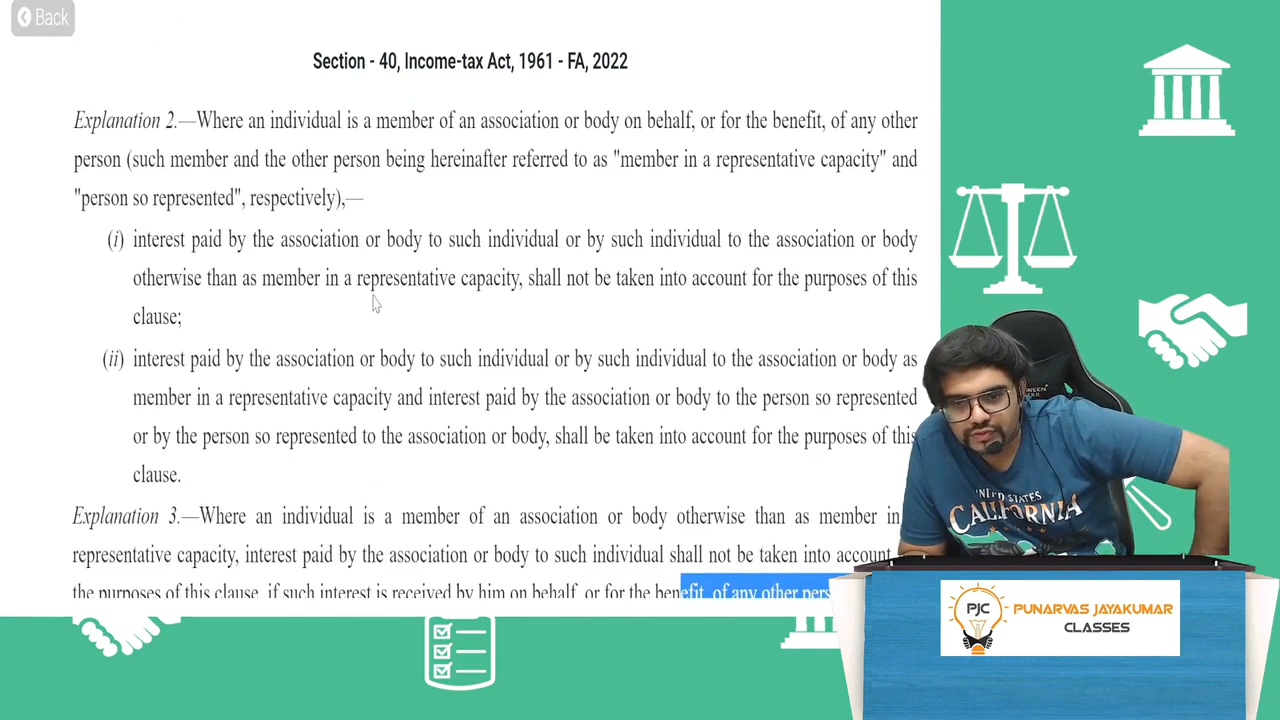 Back
Section - 40, Income-tax Act, 1961 - FA, 2022
Explanation 2.—Where an individual is a member of an association or body on behalf, or for the benefit, of any other
person (such member and the other person being hereinafter referred to as "member in a representative capacity" and
"person so represented", respectively),—
(i) interest paid by the association or body to such individual or by such individual to the association or body
otherwise than as member in a representative capacity, shall not be taken into account for the purposes of this
clause;
(ii) interest paid by the association or body to such individual or by such individual to the association or body as
member in a representative capacity and interest paid by the association or body to the person so represented
or by the person so represented to the association or body, shall be taken into account for the purposes of this
clause.
Explanation 3.—Where an individual is a member of an association or body otherwise than as member in
representative capacity, interest paid by the association or body to such individual shall not be taken into account
the purposes of this clause, if such interest is received by him on behalf, or for the benefit, of any other pers
UNITED STATES
CALIFORNIA
PJC
PUNARVAS JAYAKUMAR
CLASSES